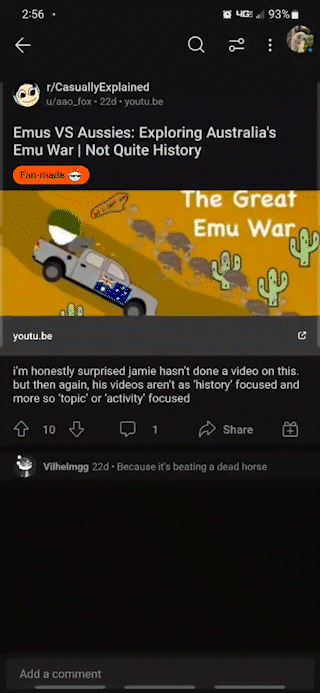 2:56
4G
93%
r/CasuallyExplained
u/aao_fox • 22d • youtu.be
Emus VS Aussies: Exploring Australia's
Emu War | Not Quite History
Fan-made
The Great
Emu War
youtu.be
i'm honestly surprised jamie hasn't done a video on this.
but then again, his videos aren't as 'history' focused and
more so 'topic' or 'activity' focused
10
1
Share
Vilhelmgg 22d • Because it's beating a dead horse
Add a comment